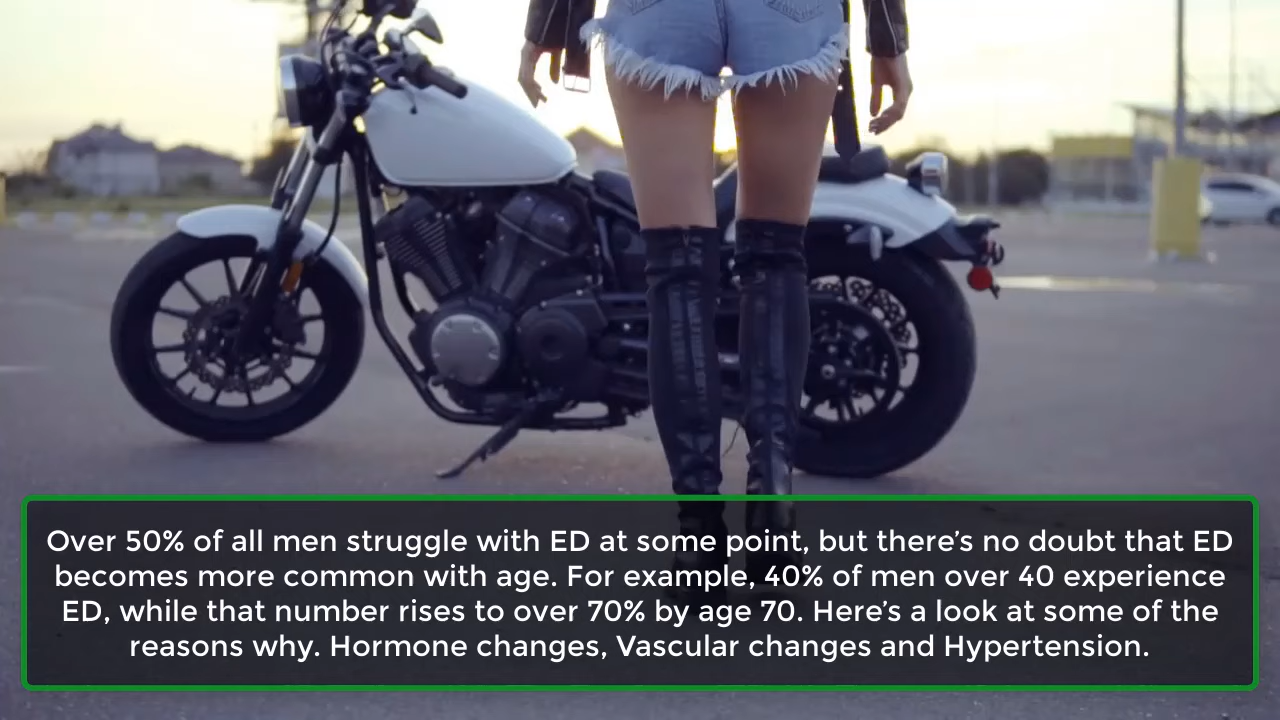 Over 50% of all men struggle with ED at some point, but there’s no doubt that ED
becomes more common with age. For example, 40% of men over 40 experience
ED, while that number rises to over 70% by age 70. Here’s a look at some of the
reasons why. Hormone changes, Vascular changes and Hypertension.